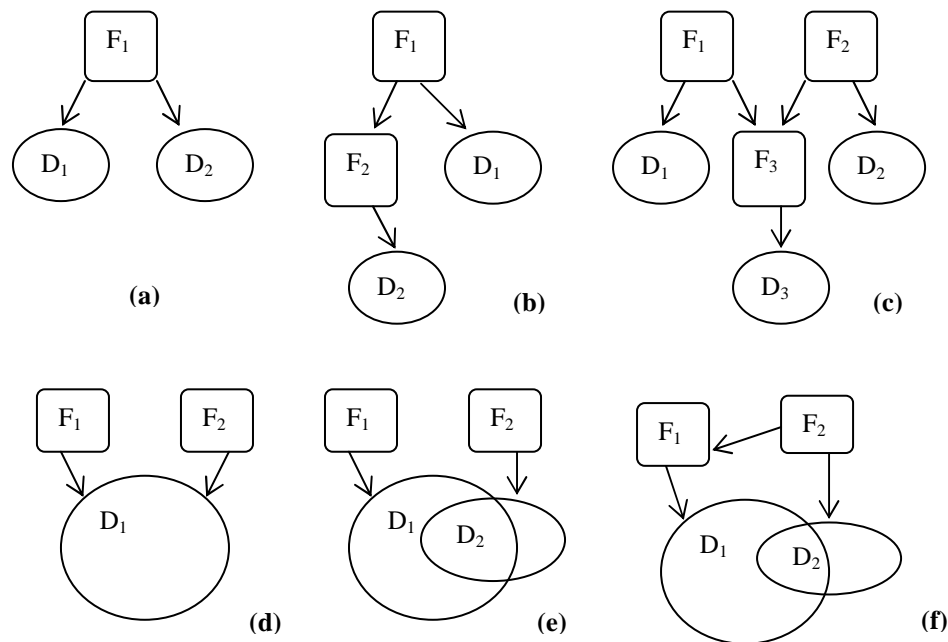 F₁
D₁ D₂
(a)
F₁
F₂ D₁
D₂
(b)
F₁ F₂
D₁ F₃ D₂
D₃
(c)
F₁ F₂
D₁
(d)
F₁ F₂
D₁ D₂
(e)
F₁ F₂
D₁ D₂
(f)